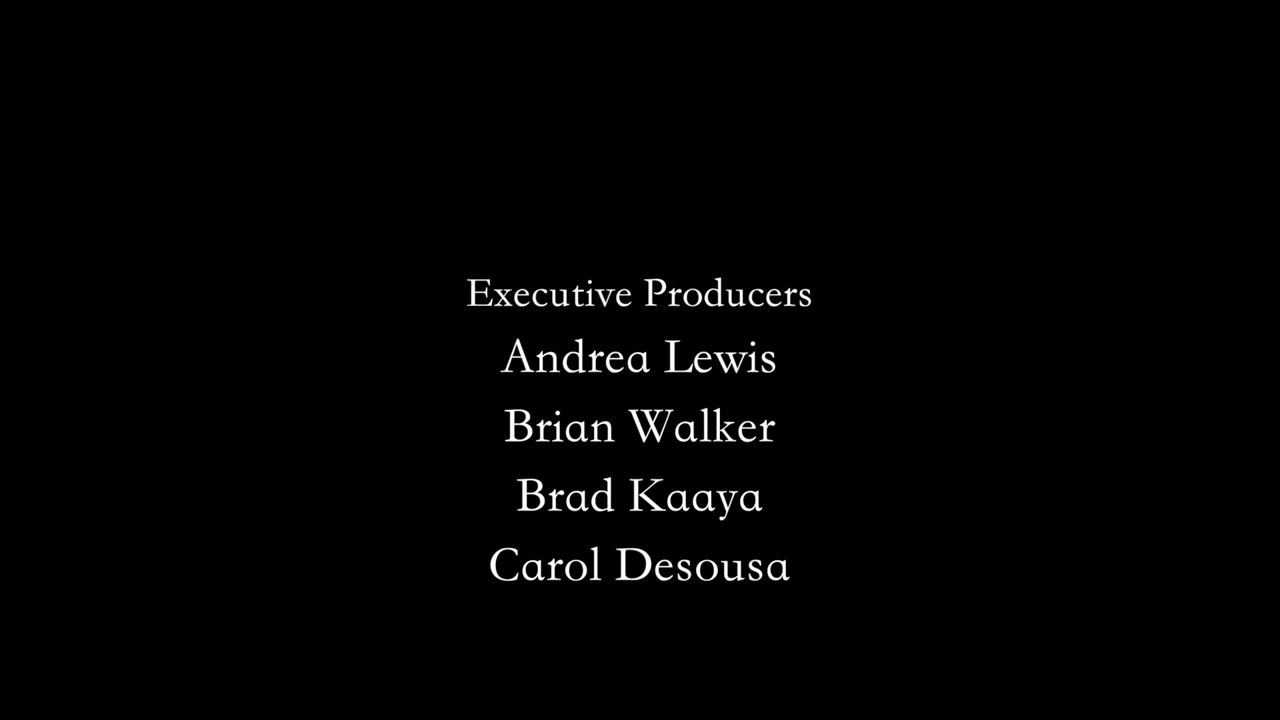 Executive Producers
Andrea Lewis
Brian Walker
Brad Kaaya
Carol Desousa